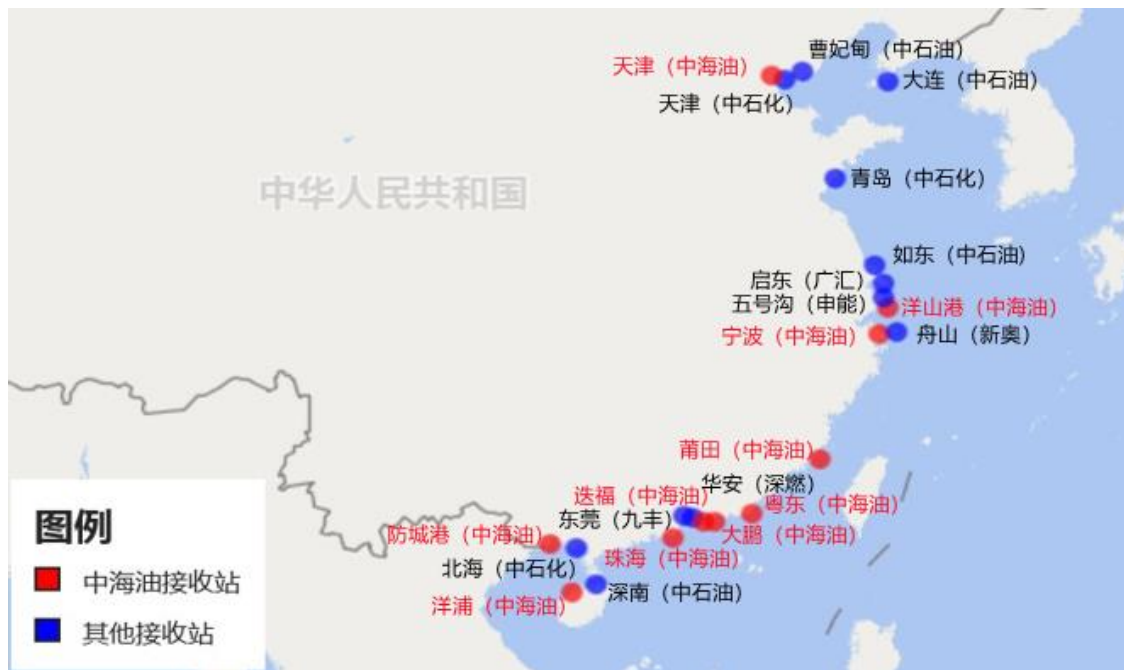 曹妃甸（中石油）
天津（中海油）
大连（中石油）
天津（中石化）
中华人民共和国
青岛（中石化）
如东（中石油）
启东（广汇）
五号沟（申能）
洋山港（中海油）
宁波（中海油）
舟山（新奥）
莆田（中海油）
华安（深燃）
迭福（中海油）
粤东（中海油）
东莞（九丰）
大鹏（中海油）
防城港（中海油）
珠海（中海油）
北海（中石化）
深南（中石油）
洋浦（中海油）
图例
中海油接收站
其他接收站